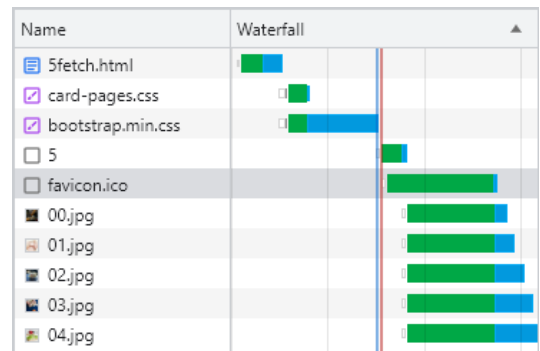 Name Waterfall
5fetch.html
card-pages.css
bootstrap.min.css
5
favicon.ico
00.jpg
01.jpg
02.jpg
03.jpg
04.jpg